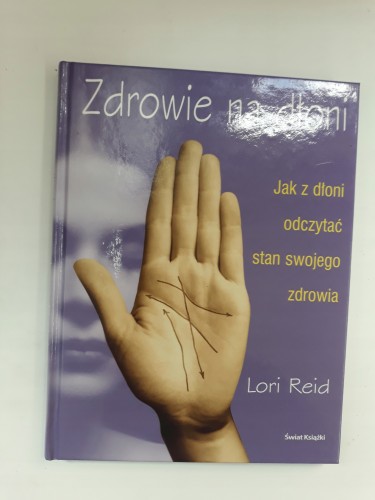 Zdrowie na dłoni
Jak z dłoni
odczytać
stan swojego
zdrowia
Lori Reid
Świat Książki